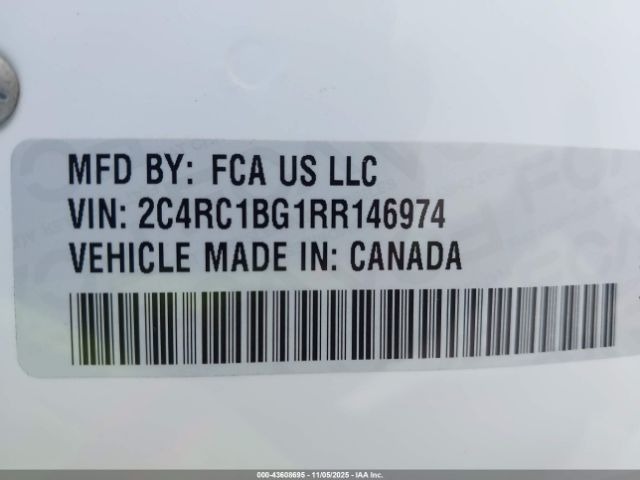 MFD BY: FCA US LLC
VIN: 2C4RC1BG1RR146974
VEHICLE MADE IN: CANADA
000-43608695 - 11/05/2025 - IAA Inc.